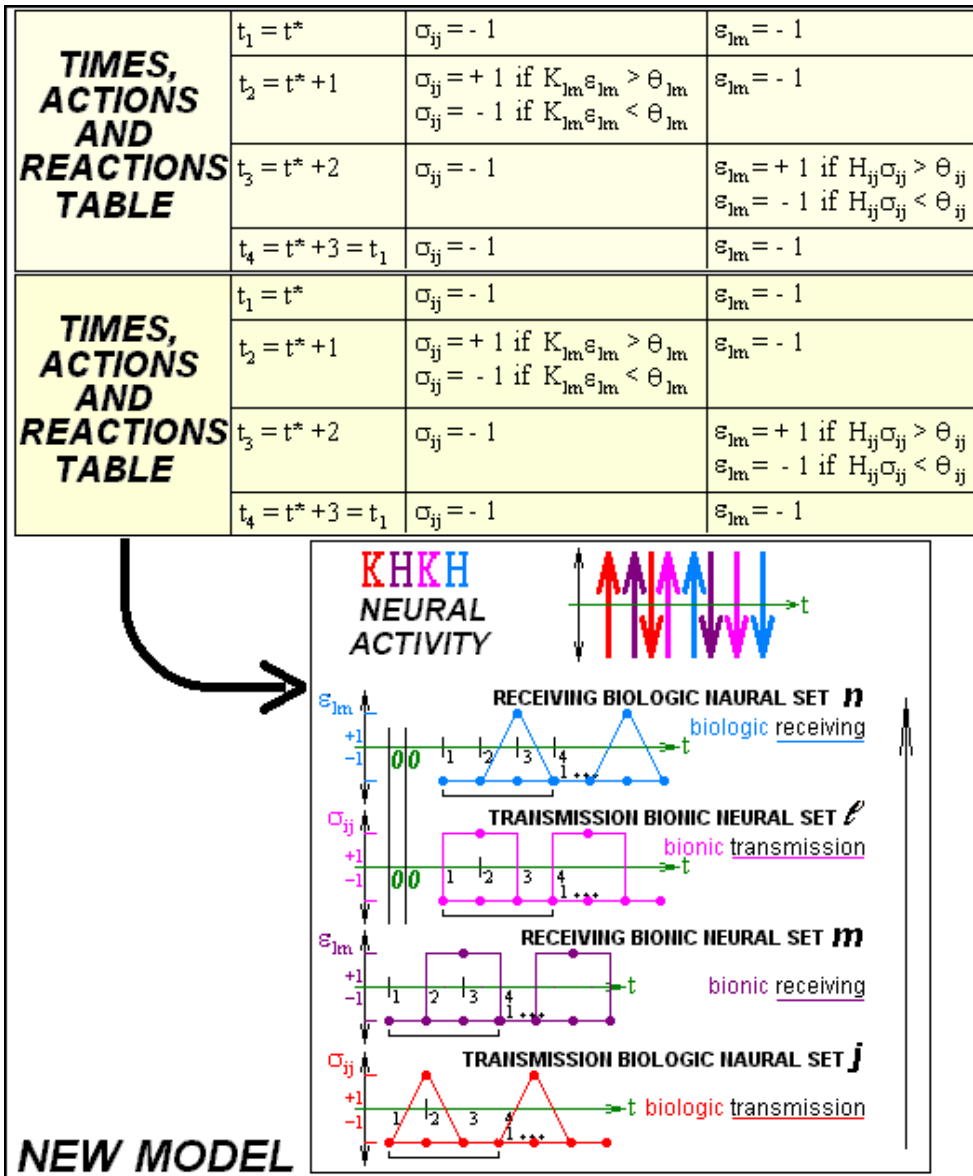 TIMES,
ACTIONS
AND
REACTIONS
TABLE
t₁ = t* σᵢⱼ = - 1 εₗₘ = - 1
t₂ = t* +1 σᵢⱼ = + 1 if Kₗₘεₗₘ > θₗₘ εₗₘ = - 1
σᵢⱼ = - 1 if Kₗₘεₗₘ < θₗₘ
t₃ = t* +2 σᵢⱼ = - 1 εₗₘ = + 1 if Hᵢⱼσᵢⱼ > θᵢⱼ
εₗₘ = - 1 if Hᵢⱼσᵢⱼ < θᵢⱼ
t₄ = t* +3 = t₁ σᵢⱼ = - 1 εₗₘ = - 1
TIMES,
ACTIONS
AND
REACTIONS
TABLE
t₁ = t* σᵢⱼ = - 1 εₗₘ = - 1
t₂ = t* +1 σᵢⱼ = + 1 if Kₗₘεₗₘ > θₗₘ εₗₘ = - 1
σᵢⱼ = - 1 if Kₗₘεₗₘ < θₗₘ
t₃ = t* +2 σᵢⱼ = - 1 εₗₘ = + 1 if Hᵢⱼσᵢⱼ > θᵢⱼ
εₗₘ = - 1 if Hᵢⱼσᵢⱼ < θᵢⱼ
t₄ = t* +3 = t₁ σᵢⱼ = - 1 εₗₘ = - 1
KHKH
NEURAL
ACTIVITY
t
εₗₘ RECEIVING BIOLOGIC NAURAL SET n
biologic receiving
+1
-1
00 1 2 3 4 t
1...
σᵢⱼ TRANSMISSION BIONIC NEURAL SET ℓ
bionic transmission
+1
-1
00 1 2 3 4 t
1...
εₗₘ RECEIVING BIONIC NEURAL SET m
+1
-1
1 2 3 4 t bionic receiving
1...
σᵢⱼ TRANSMISSION BIOLOGIC NAURAL SET j
+1
-1
1 2 3 4 t biologic transmission
1...
NEW MODEL